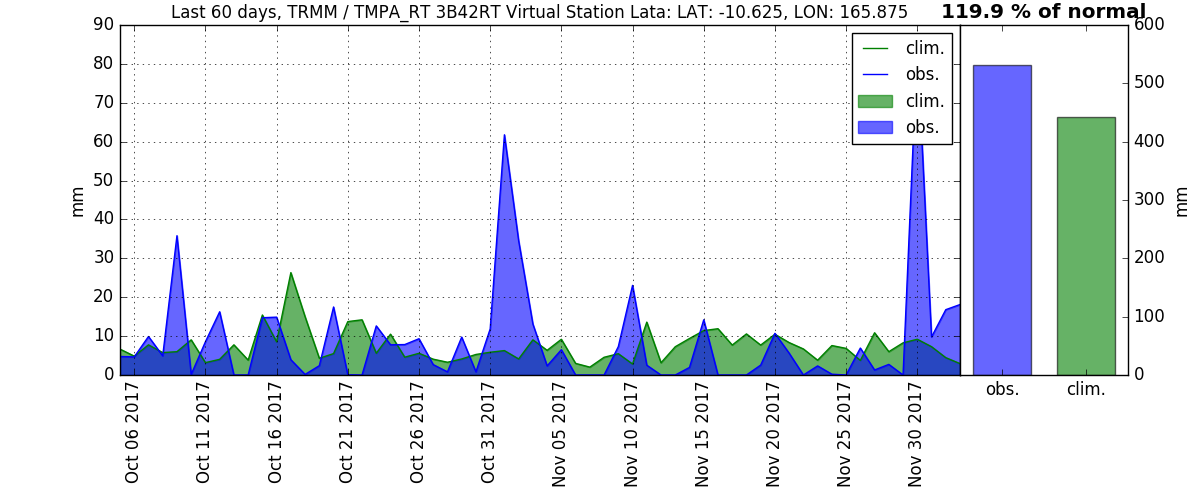 Last 60 days, TRMM / TMPA_RT 3B42RT Virtual Station Lata: LAT: -10.625, LON: 165.875
119.9 % of normal
90
80
70
60
50
40
30
20
10
0
mm
clim.
obs.
clim.
obs.
600
500
400
300
200
100
0
mm
obs.
clim.
Oct 06 2017
Oct 11 2017
Oct 16 2017
Oct 21 2017
Oct 26 2017
Oct 31 2017
Nov 05 2017
Nov 10 2017
Nov 15 2017
Nov 20 2017
Nov 25 2017
Nov 30 2017